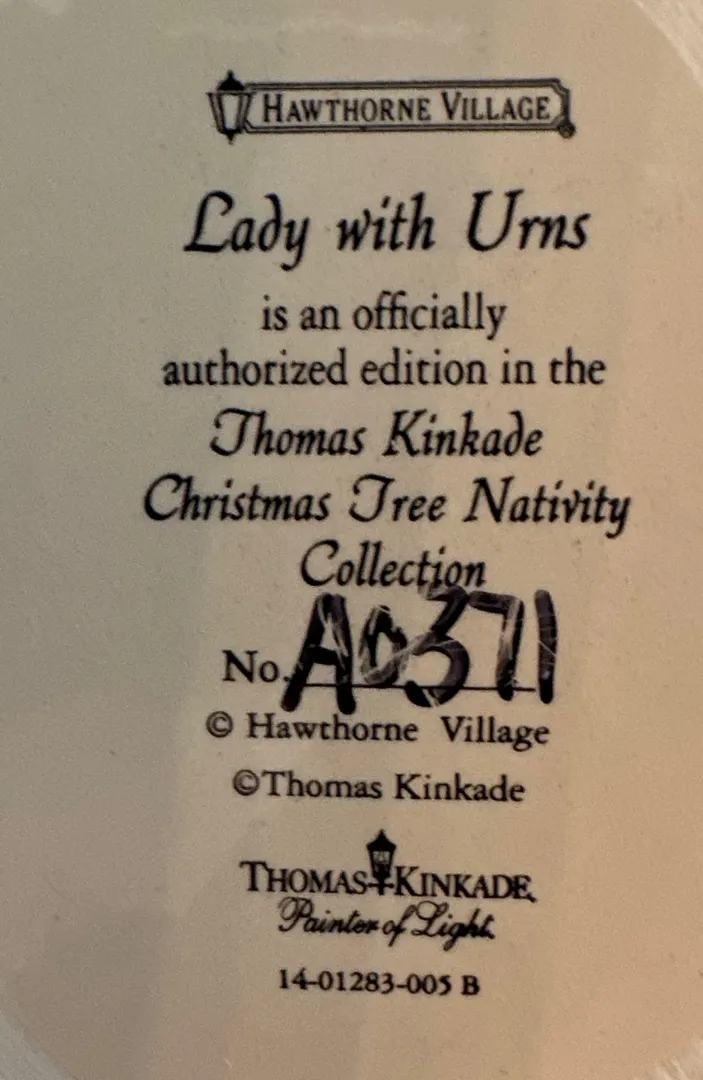 HAWTHORNE VILLAGE
Lady with Urns
is an officially
authorized edition in the
Thomas Kinkade
Christmas Tree Nativity
Collection
No. A0371
© Hawthorne Village
©Thomas Kinkade
THOMAS KINKADE
Painter of Light
14-01283-005 B